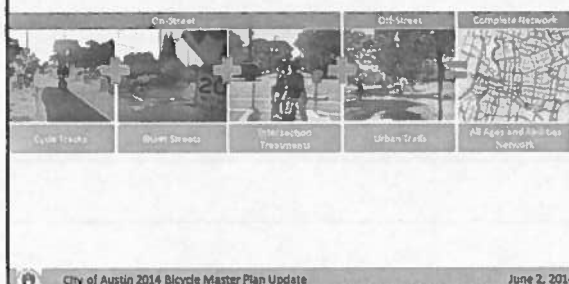 On-Street
Off-Street
Complete Network
20
Cycle Tracks
Quiet Streets
Intersection
Treatments
Urban Trails
All Ages and Abilities
Network
City of Austin 2014 Bicycle Master Plan Update
June 2, 2014